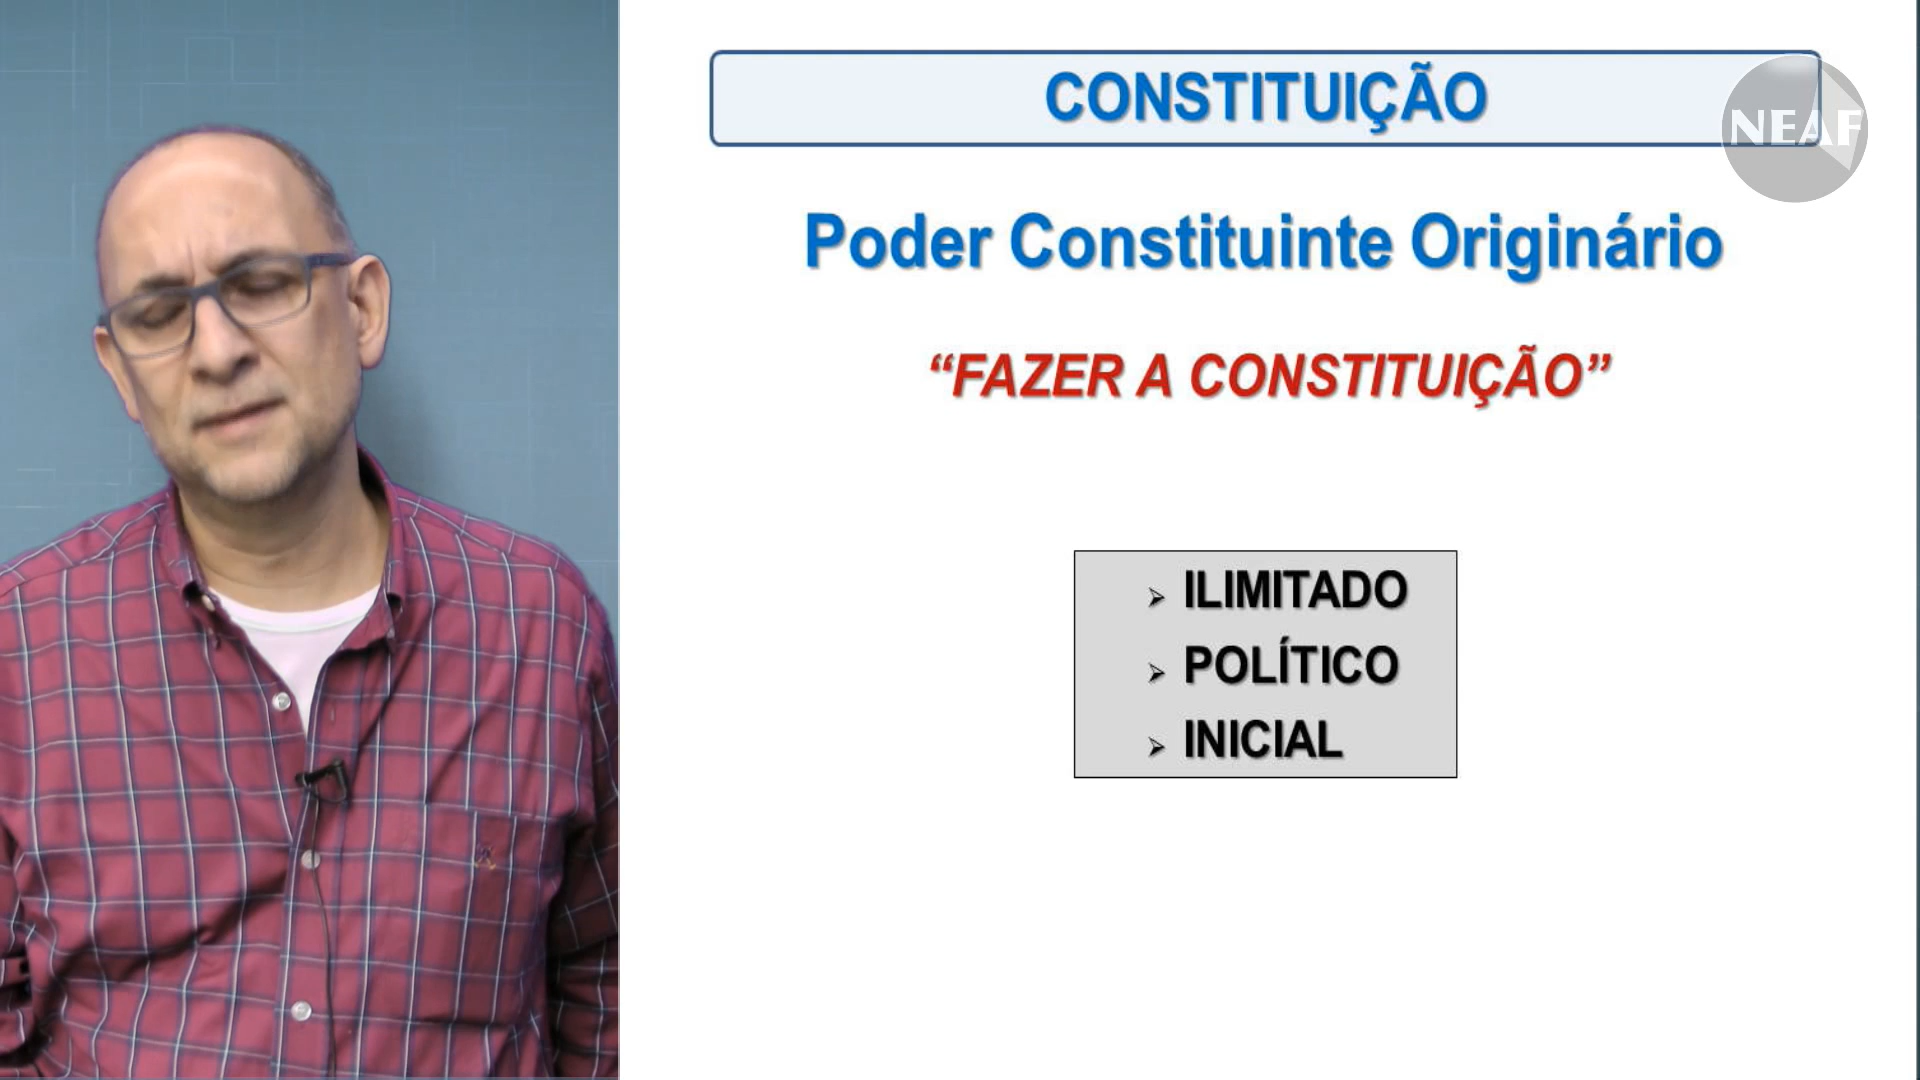 CONSTITUIÇÃO
NEAF
Poder Constituinte Originário
“FAZER A CONSTITUIÇÃO”
ILIMITADO
POLÍTICO
INICIAL